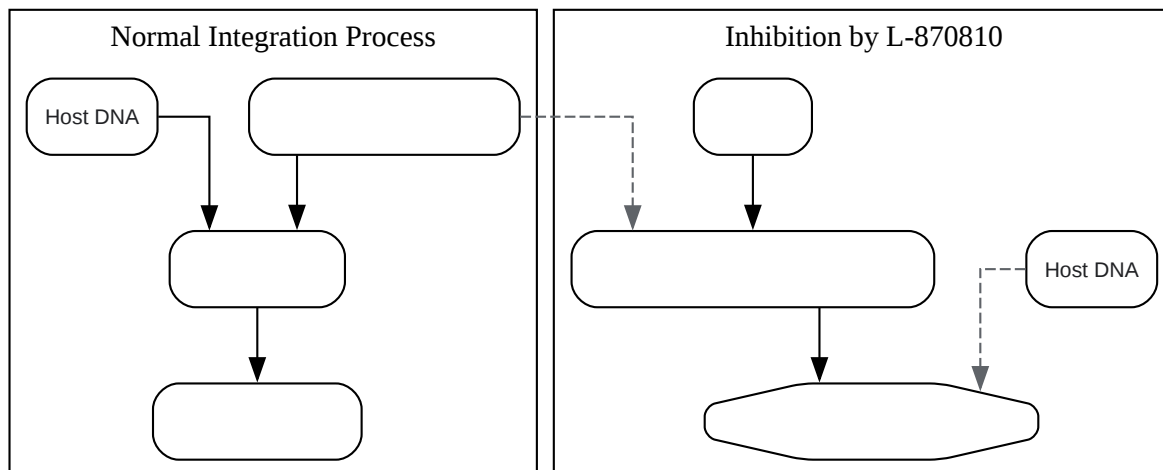 Normal Integration Process
Inhibition by L-870810
Host DNA
Host DNA